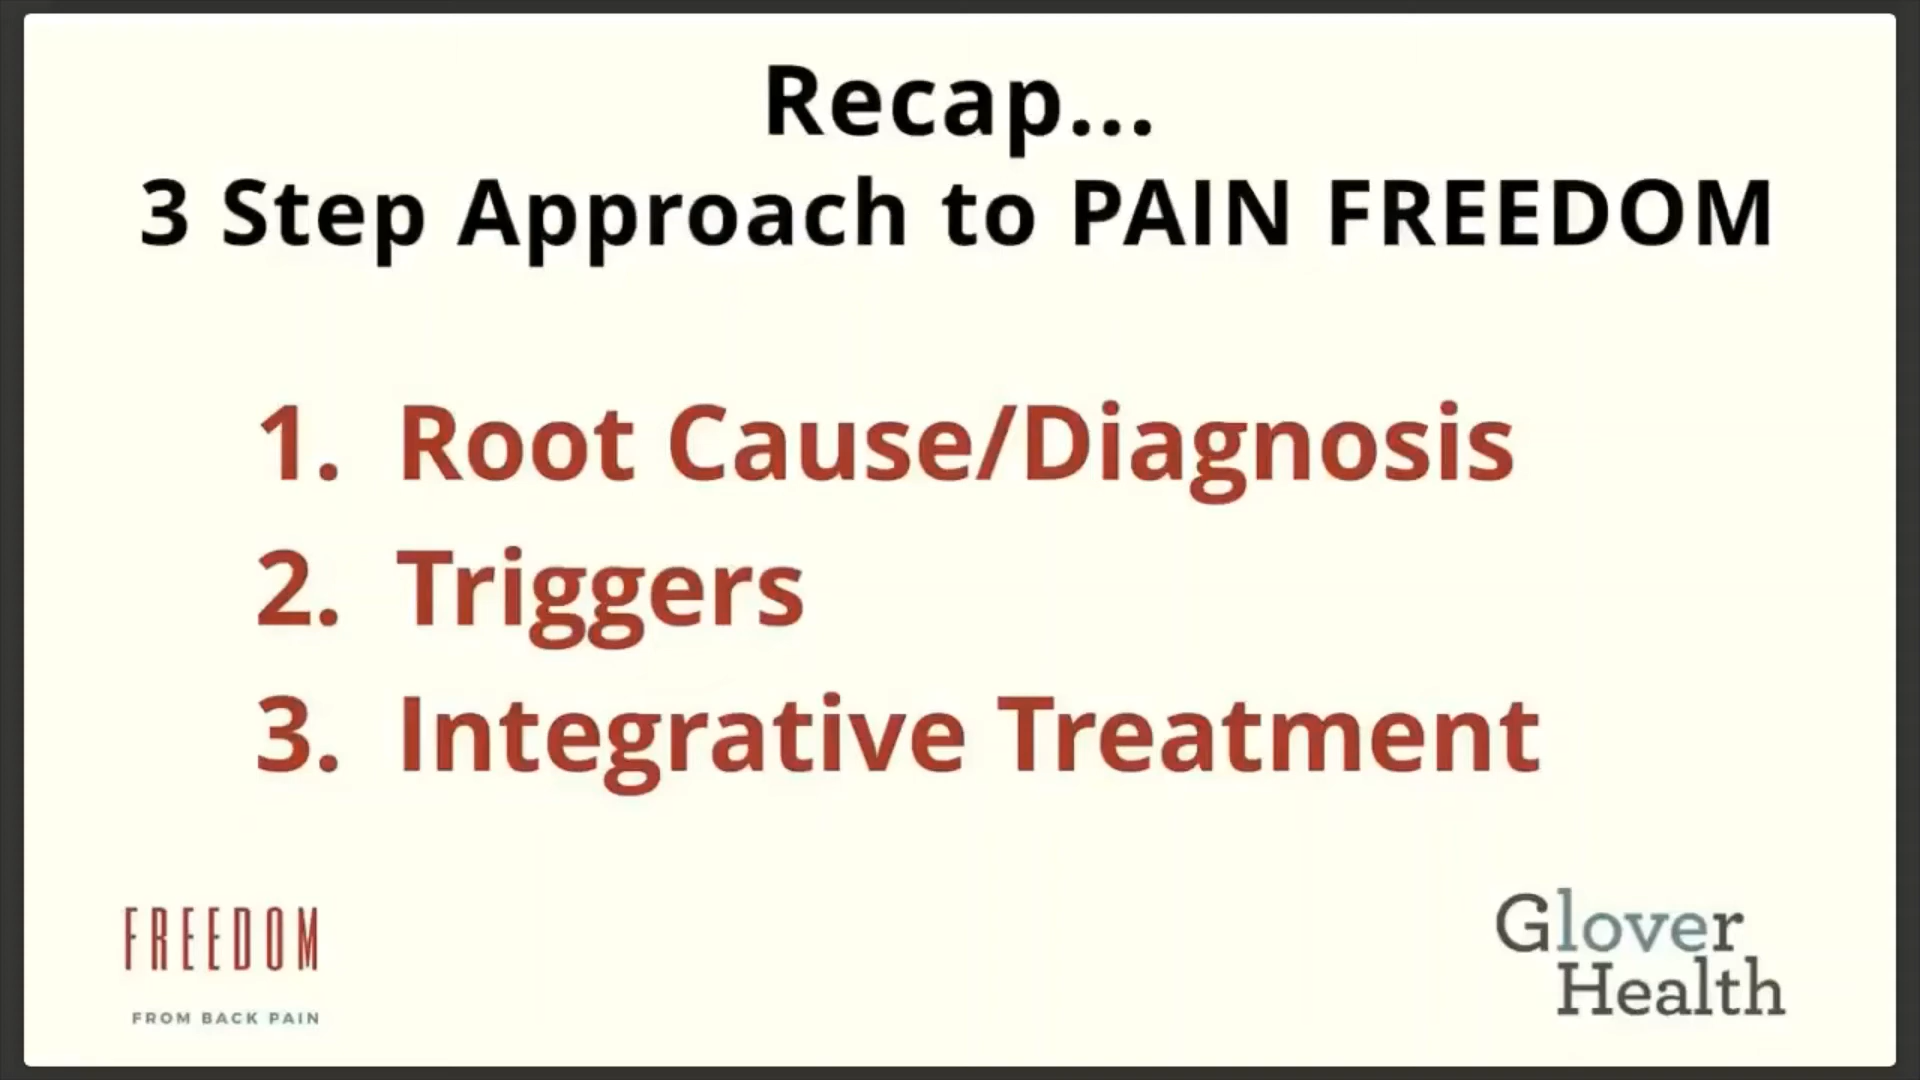 Recap...
3 Step Approach to PAIN FREEDOM
1. Root Cause/Diagnosis
2. Triggers
3. Integrative Treatment
FREEDOM
FROM BACK PAIN
Glover
Health